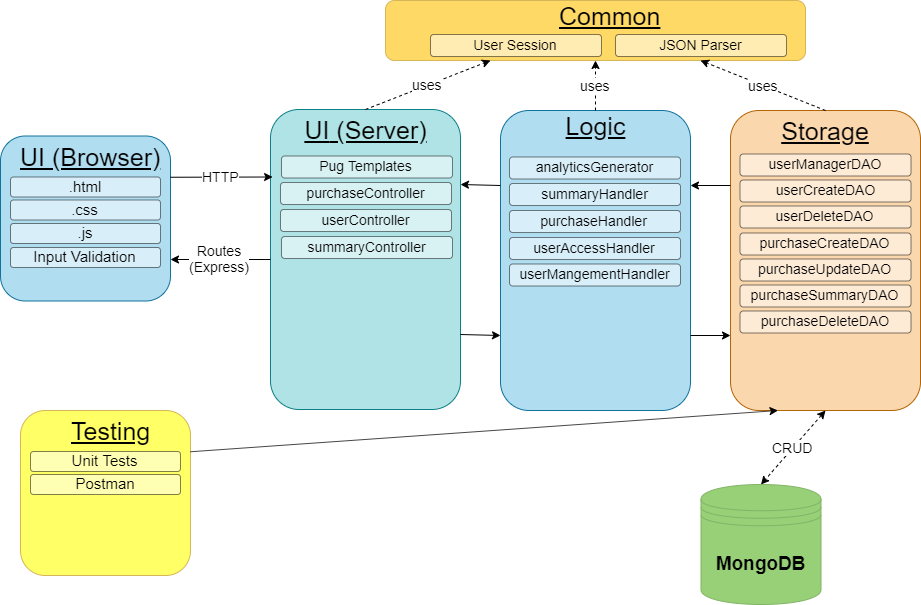 Common
User Session
JSON Parser
uses
uses
uses
UI (Browser)
.html
.css
.js
Input Validation
HTTP
Routes
(Express)
UI (Server)
Pug Templates
purchaseController
userController
summaryController
Logic
analyticsGenerator
summaryHandler
purchaseHandler
userAccessHandler
userMangementHandler
Storage
userManagerDAO
userCreateDAO
userDeleteDAO
purchaseCreateDAO
purchaseUpdateDAO
purchaseSummaryDAO
purchaseDeleteDAO
Testing
Unit Tests
Postman
CRUD
MongoDB